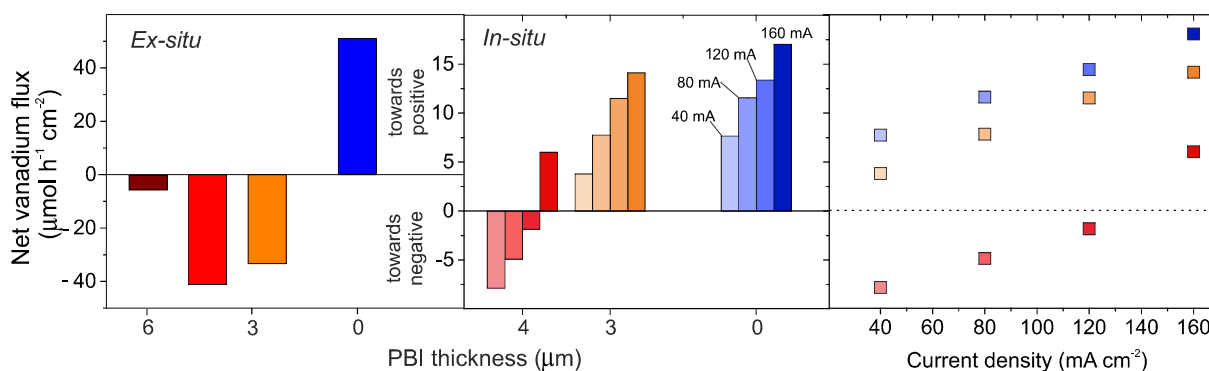 Net vanadium flux
(µmol h⁻¹ cm⁻²)
40
20
0
-20
-40
6
3
0
Ex-situ
towards
positive
towards
negative
In-situ
15
10
5
0
-5
40 mA
80 mA
120 mA
160 mA
4
3
0
PBI thickness (µm)
40 60 80 100 120 140 160
Current density (mA cm⁻²)